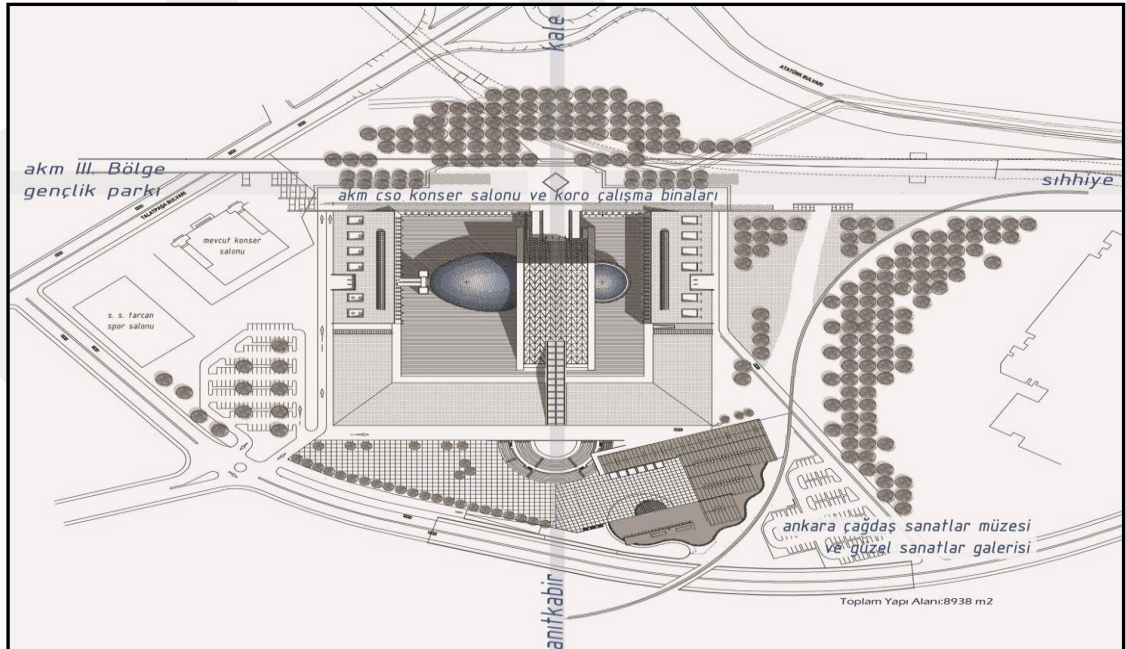 kale
ATATÜRK BULVARI
akm III. Bölge
gençlik parkı
TALATPAŞA BULVARI
akm cso konser salonu ve koro çalışma binaları
sıhhiye
mevcut konser
salonu
s. s. tarcan
spor salonu
ankara çağdaş sanatlar müzesi
ve güzel sanatlar galerisi
Toplam Yapı Alanı:8938 m2
anıtkabir